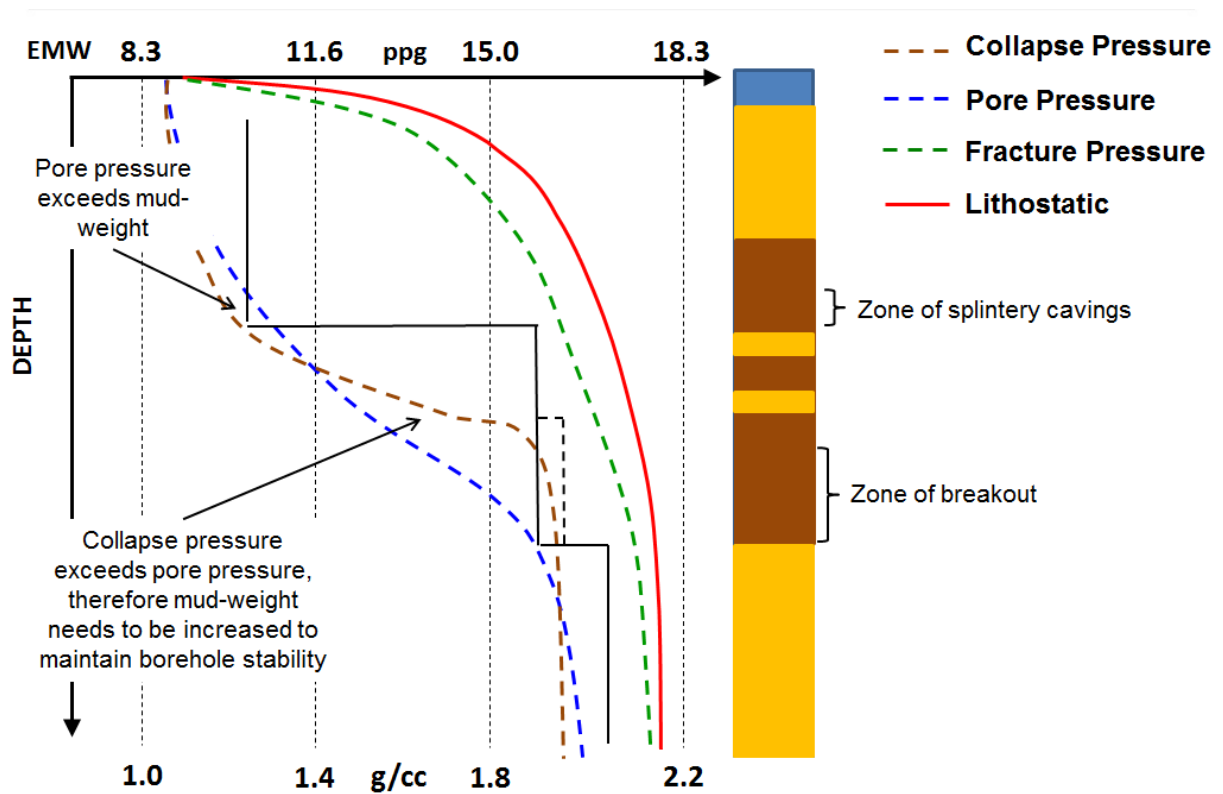 EMW 8.3 11.6 ppg 15.0 18.3
Collapse Pressure
Pore Pressure
Fracture Pressure
Lithostatic
Pore pressure
exceeds mud-
weight
DEPTH
Zone of splintery cavings
Zone of breakout
Collapse pressure
exceeds pore pressure,
therefore mud-weight
needs to be increased to
maintain borehole stability
1.0 1.4 g/cc 1.8 2.2